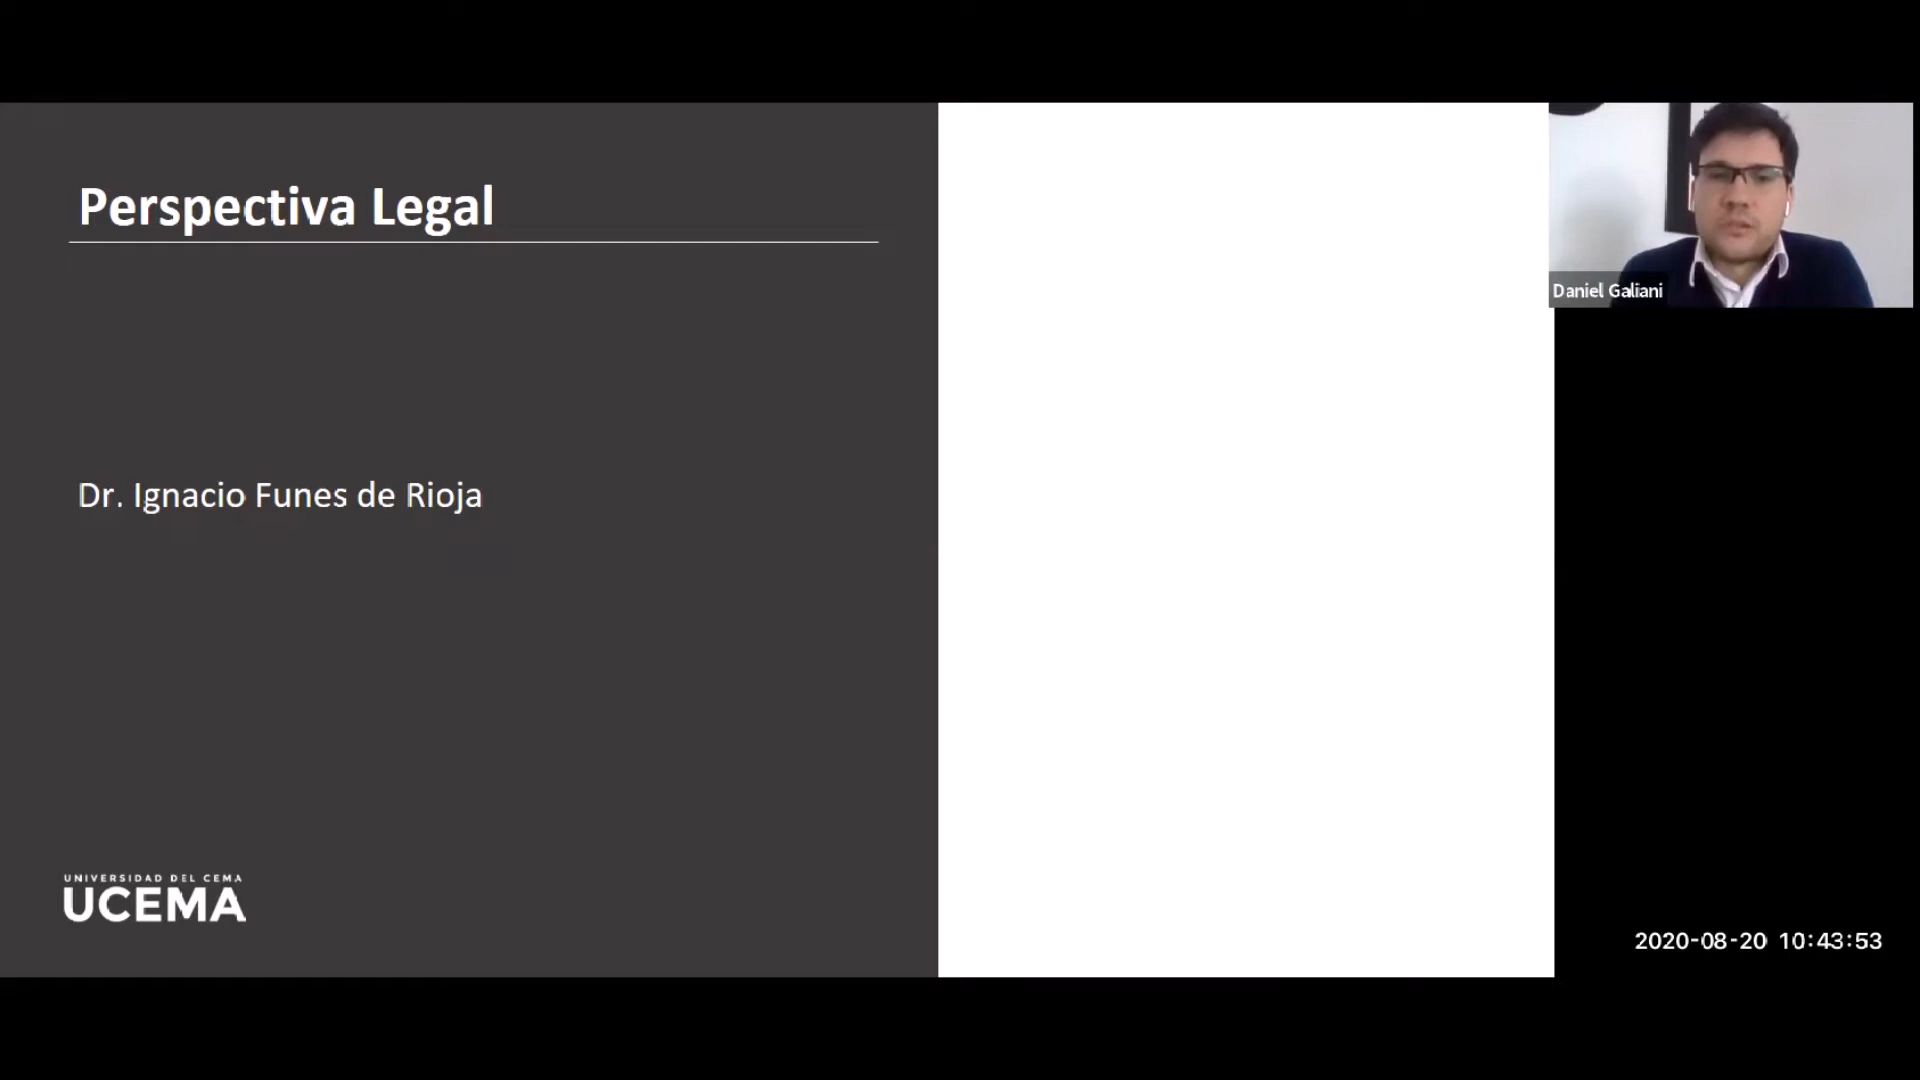 Perspectiva Legal
Daniel Galiani
Dr. Ignacio Funes de Rioja
UNIVERSIDAD DEL CEMA
UCEMA
2020-08-20 10:43:53